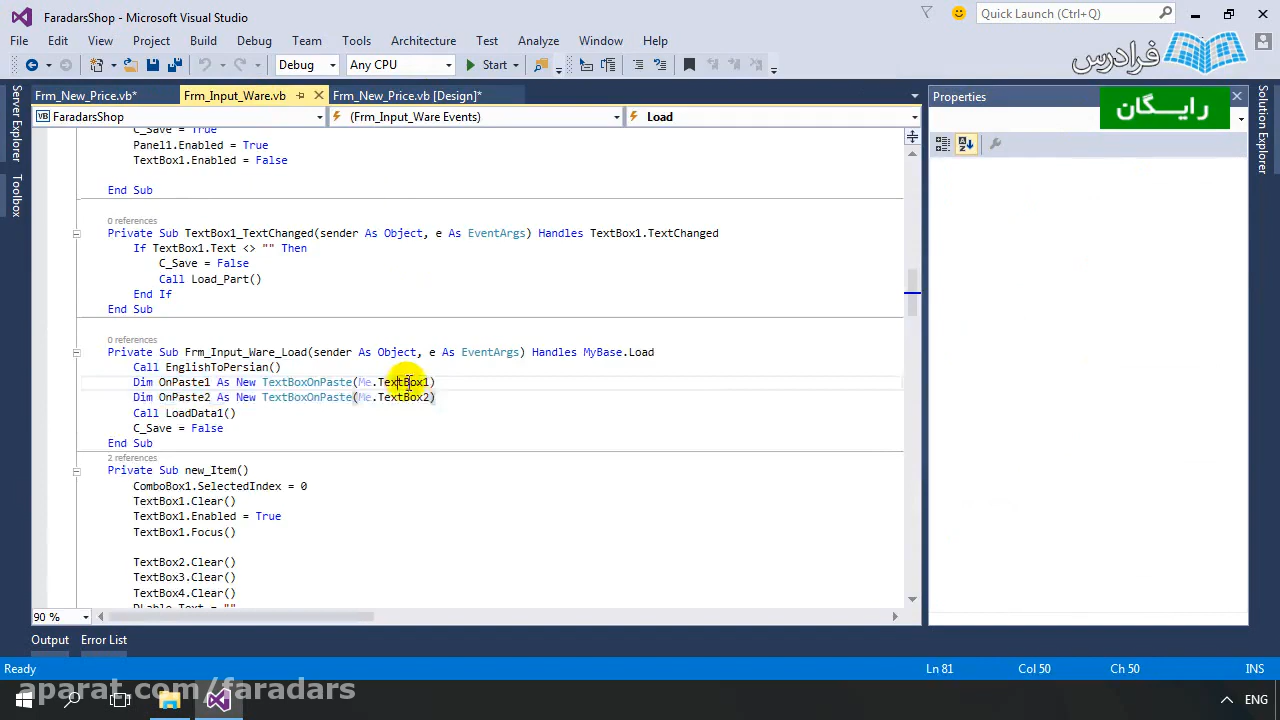 FaradarsShop - Microsoft Visual Studio
Quick Launch (Ctrl+Q)
File Edit View Project Build Debug Team Tools Architecture Test Analyze Window Help
Debug Any CPU Start
فرادرس
Frm_New_Price.vb* Frm_Input_Ware.vb Frm_New_Price.vb [Design]*
Properties
رایگان
FaradarsShop (Frm_Input_Ware Events) Load
Server Explorer
Toolbox
Solution Explorer
C_Save = True
Panel1.Enabled = True
TextBox1.Enabled = False
End Sub
0 references
Private Sub TextBox1_TextChanged(sender As Object, e As EventArgs) Handles TextBox1.TextChanged
If TextBox1.Text <> "" Then
C_Save = False
Call Load_Part()
End If
End Sub
0 references
Private Sub Frm_Input_Ware_Load(sender As Object, e As EventArgs) Handles MyBase.Load
Call EnglishToPersian()
Dim OnPaste1 As New TextBoxOnPaste(Me.TextBox1)
Dim OnPaste2 As New TextBoxOnPaste(Me.TextBox2)
Call LoadData1()
C_Save = False
End Sub
2 references
Private Sub new_Item()
ComboBox1.SelectedIndex = 0
TextBox1.Clear()
TextBox1.Enabled = True
TextBox1.Focus()
TextBox2.Clear()
TextBox3.Clear()
TextBox4.Clear()
DLable.Text = ""
90 %
Output Error List
Ready Ln 81 Col 50 Ch 50 INS
aparat.com/faradars
ENG